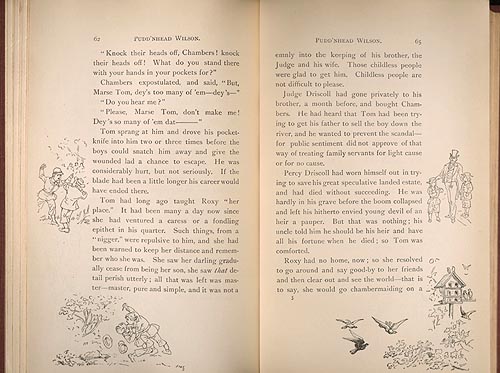 62
PUDD'NHEAD WILSON.
"Knock their heads off, Chambers! knock
their heads off! What do you stand there
with your hands in your pockets for?"
Chambers expostulated, and said, "But,
Marse Tom, dey's too many of 'em—dey's—"
"Do you hear me?"
"Please, Marse Tom, don't make me!
Dey's so many of 'em dat———"
Tom sprang at him and drove his pocket-
knife into him two or three times before the
boys could snatch him away and give the
wounded lad a chance to escape. He was
considerably hurt, but not seriously. If the
blade had been a little longer his career would
have ended there.
Tom had long ago taught Roxy "her
place." It had been many a day now since
she had ventured a caress or a fondling
epithet in his quarter. Such things, from a
"nigger," were repulsive to him, and she had
been warned to keep her distance and remem-
ber who she was. She saw her darling gradu-
ally cease from being her son, she saw that de-
tail perish utterly; all that was left was mas-
ter—master, pure and simple, and it was not a
PUDD'NHEAD WILSON.
65
emnly into the keeping of his brother, the
Judge and his wife. Those childless people
were glad to get him. Childless people are
not difficult to please.
Judge Driscoll had gone privately to his
brother, a month before, and bought Cham-
bers. He had heard that Tom had been try-
ing to get his father to sell the boy down the
river, and he wanted to prevent the scandal—
for public sentiment did not approve of that
way of treating family servants for light cause
or for no cause.
Percy Driscoll had worn himself out in try-
ing to save his great speculative landed estate,
and had died without succeeding. He was
hardly in his grave before the boom collapsed
and left his hitherto envied young devil of an
heir a pauper. But that was nothing; his
uncle told him he should be his heir and have
all his fortune when he died; so Tom was
comforted.
Roxy had no home, now; so she resolved
to go around and say good-by to her friends
and then clear out and see the world—that is
to say, she would go chambermaiding on a